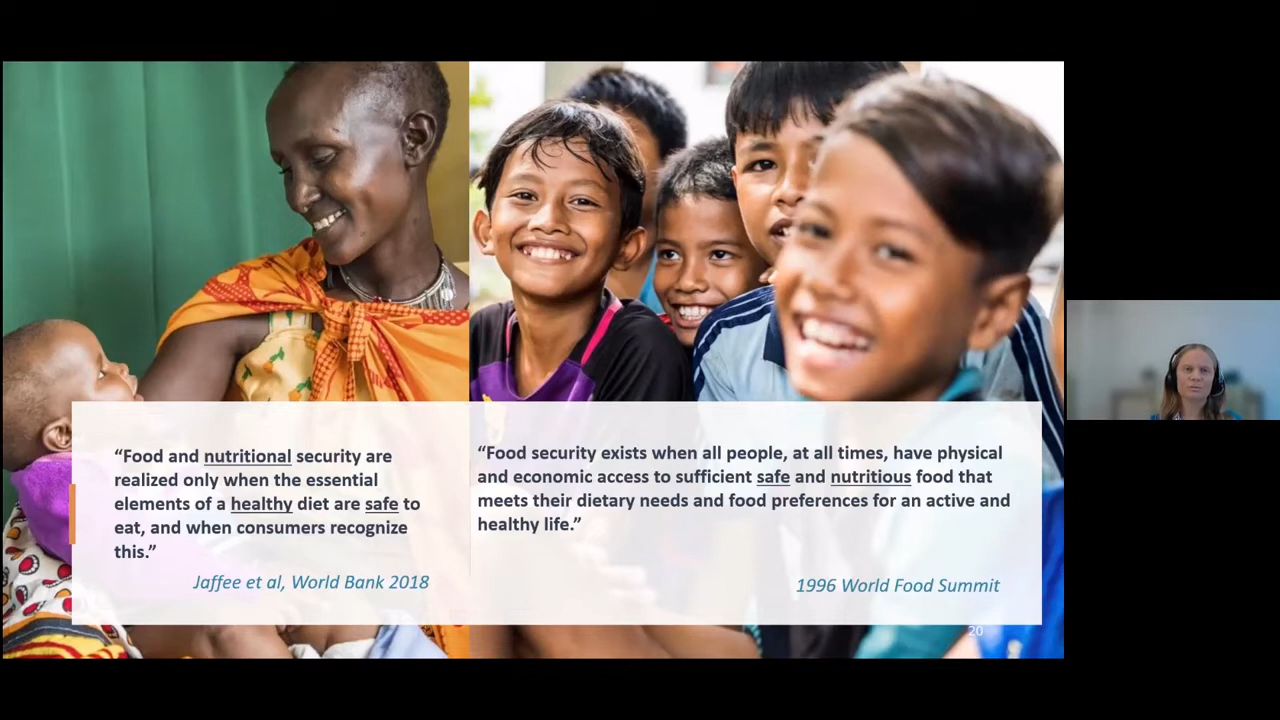 “Food and nutritional security are
realized only when the essential
elements of a healthy diet are safe to
eat, and when consumers recognize
this.”
Jaffee et al, World Bank 2018
“Food security exists when all people, at all times, have physical
and economic access to sufficient safe and nutritious food that
meets their dietary needs and food preferences for an active and
healthy life.”
1996 World Food Summit
20